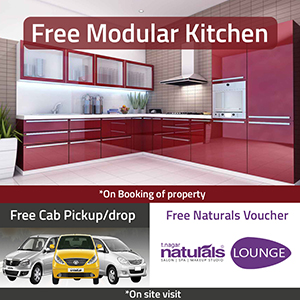 Free Modular Kitchen
*On Booking of property
Free Cab Pickup/drop
Free Naturals Voucher
t.nagar
naturals
SALON | SPA | MAKEUP STUDIO
LOUNGE
*On site visit